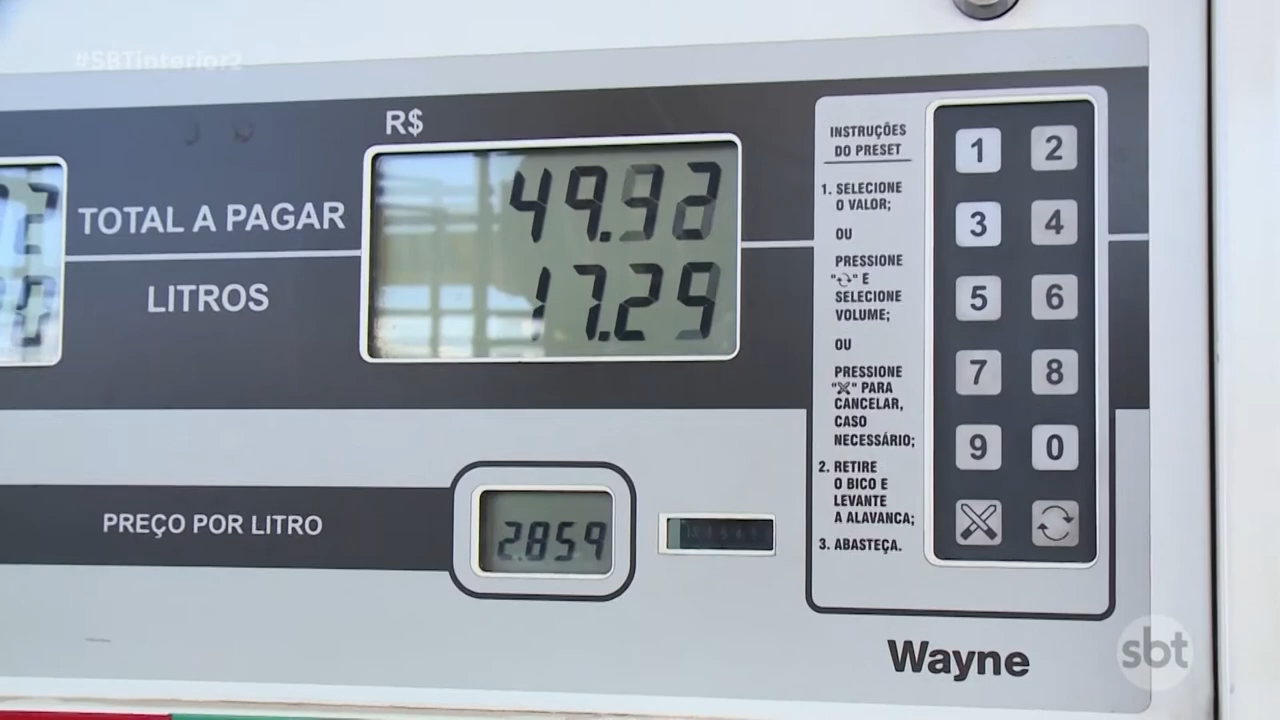 #SBTinterior2
R$
TOTAL A PAGAR
49.92
LITROS
17.29
PREÇO POR LITRO
2.859
INSTRUÇÕES
DO PRESET
1. SELECIONE
O VALOR;
OU
PRESSIONE
"⟳" E
SELECIONE
VOLUME;
OU
PRESSIONE
"X" PARA
CANCELAR,
CASO
NECESSÁRIO;
2. RETIRE
O BICO E
LEVANTE
A ALAVANCA;
3. ABASTEÇA.
1 2
3 4
5 6
7 8
9 0
Wayne
sbt